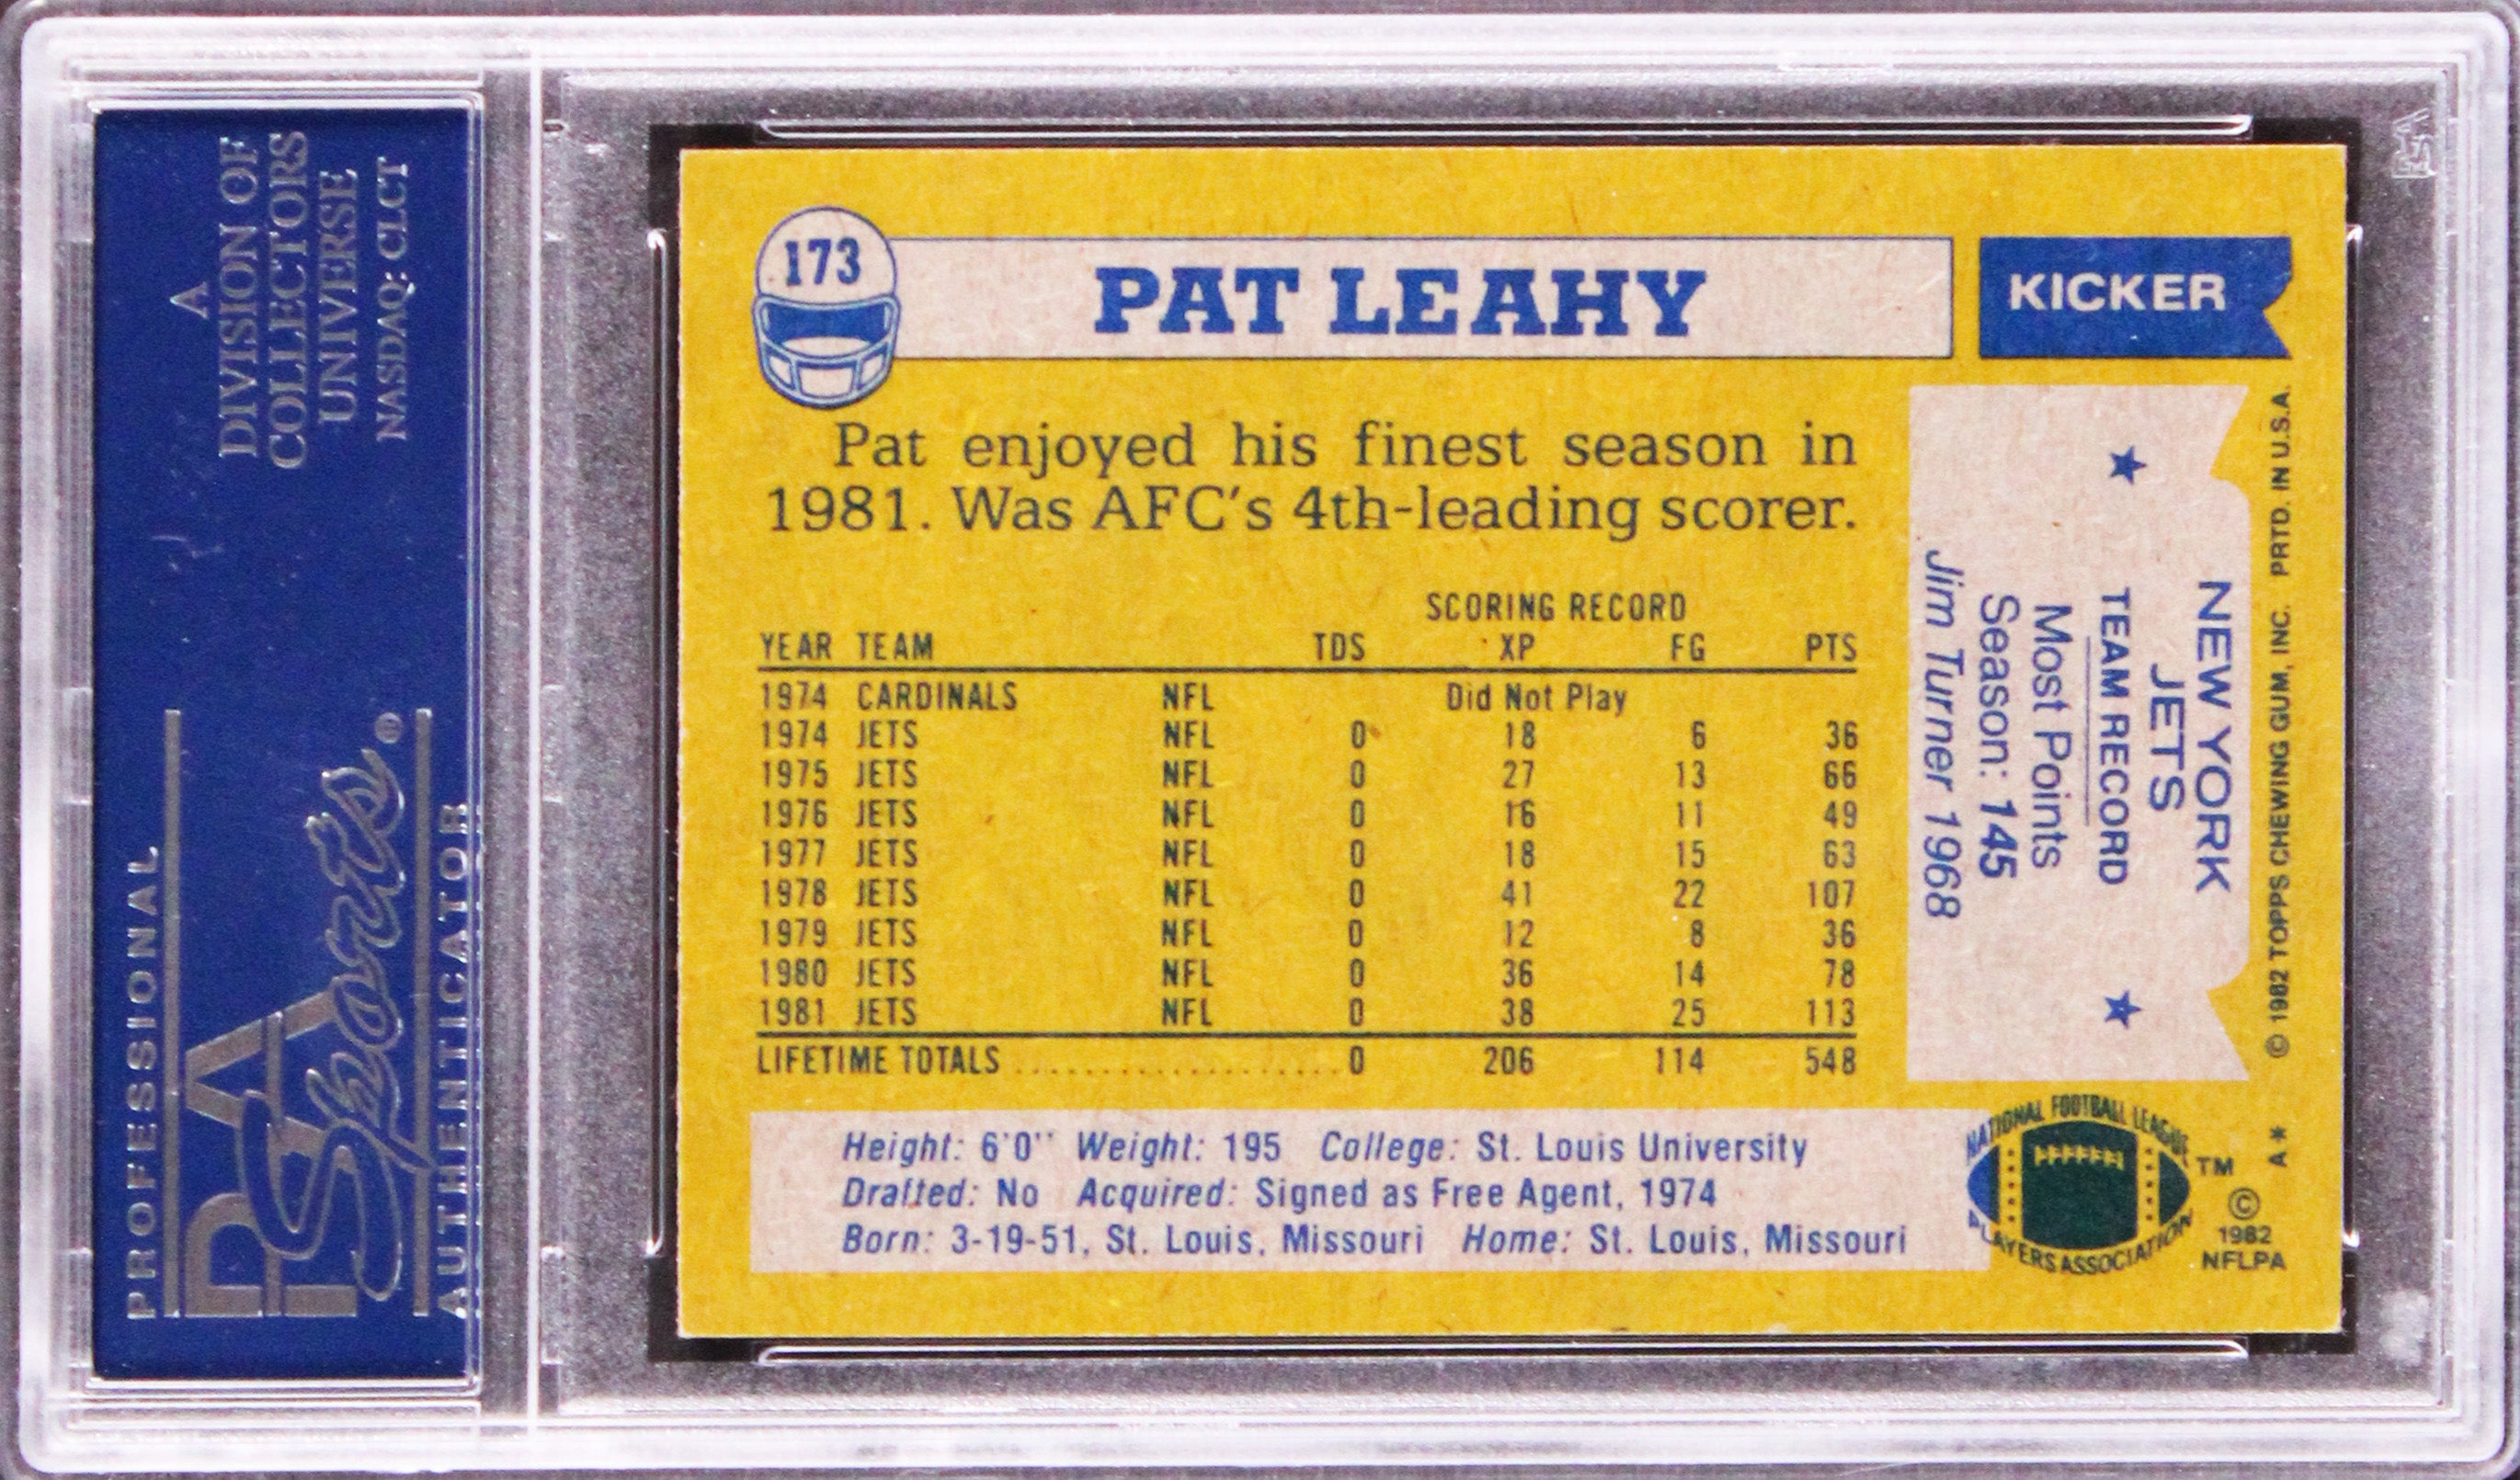 A
DIVISION OF
COLLECTORS
UNIVERSE
NASDAQ: CLCT
PROFESSIONAL
PSA
Sports®
AUTHENTICATOR
173
PAT LEAHY
KICKER
Pat enjoyed his finest season in
1981. Was AFC's 4th-leading scorer.
SCORING RECORD
YEAR TEAM TDS XP FG PTS
1974 CARDINALS NFL Did Not Play
1974 JETS NFL 0 18 6 36
1975 JETS NFL 0 27 13 66
1976 JETS NFL 0 16 11 49
1977 JETS NFL 0 18 15 63
1978 JETS NFL 0 41 22 107
1979 JETS NFL 0 12 8 36
1980 JETS NFL 0 36 14 78
1981 JETS NFL 0 38 25 113
LIFETIME TOTALS .................... 0 206 114 548
NEW YORK
JETS
TEAM RECORD
Most Points
Season: 145
Jim Turner 1968
© 1982 TOPPS CHEWING GUM, INC. PRTD. IN U.S.A.
A*
Height: 6'0" Weight: 195 College: St. Louis University
Drafted: No Acquired: Signed as Free Agent, 1974
Born: 3-19-51, St. Louis, Missouri Home: St. Louis, Missouri
NATIONAL FOOTBALL LEAGUE
PLAYERS ASSOCIATION
TM
©
1982
NFLPA
PSA